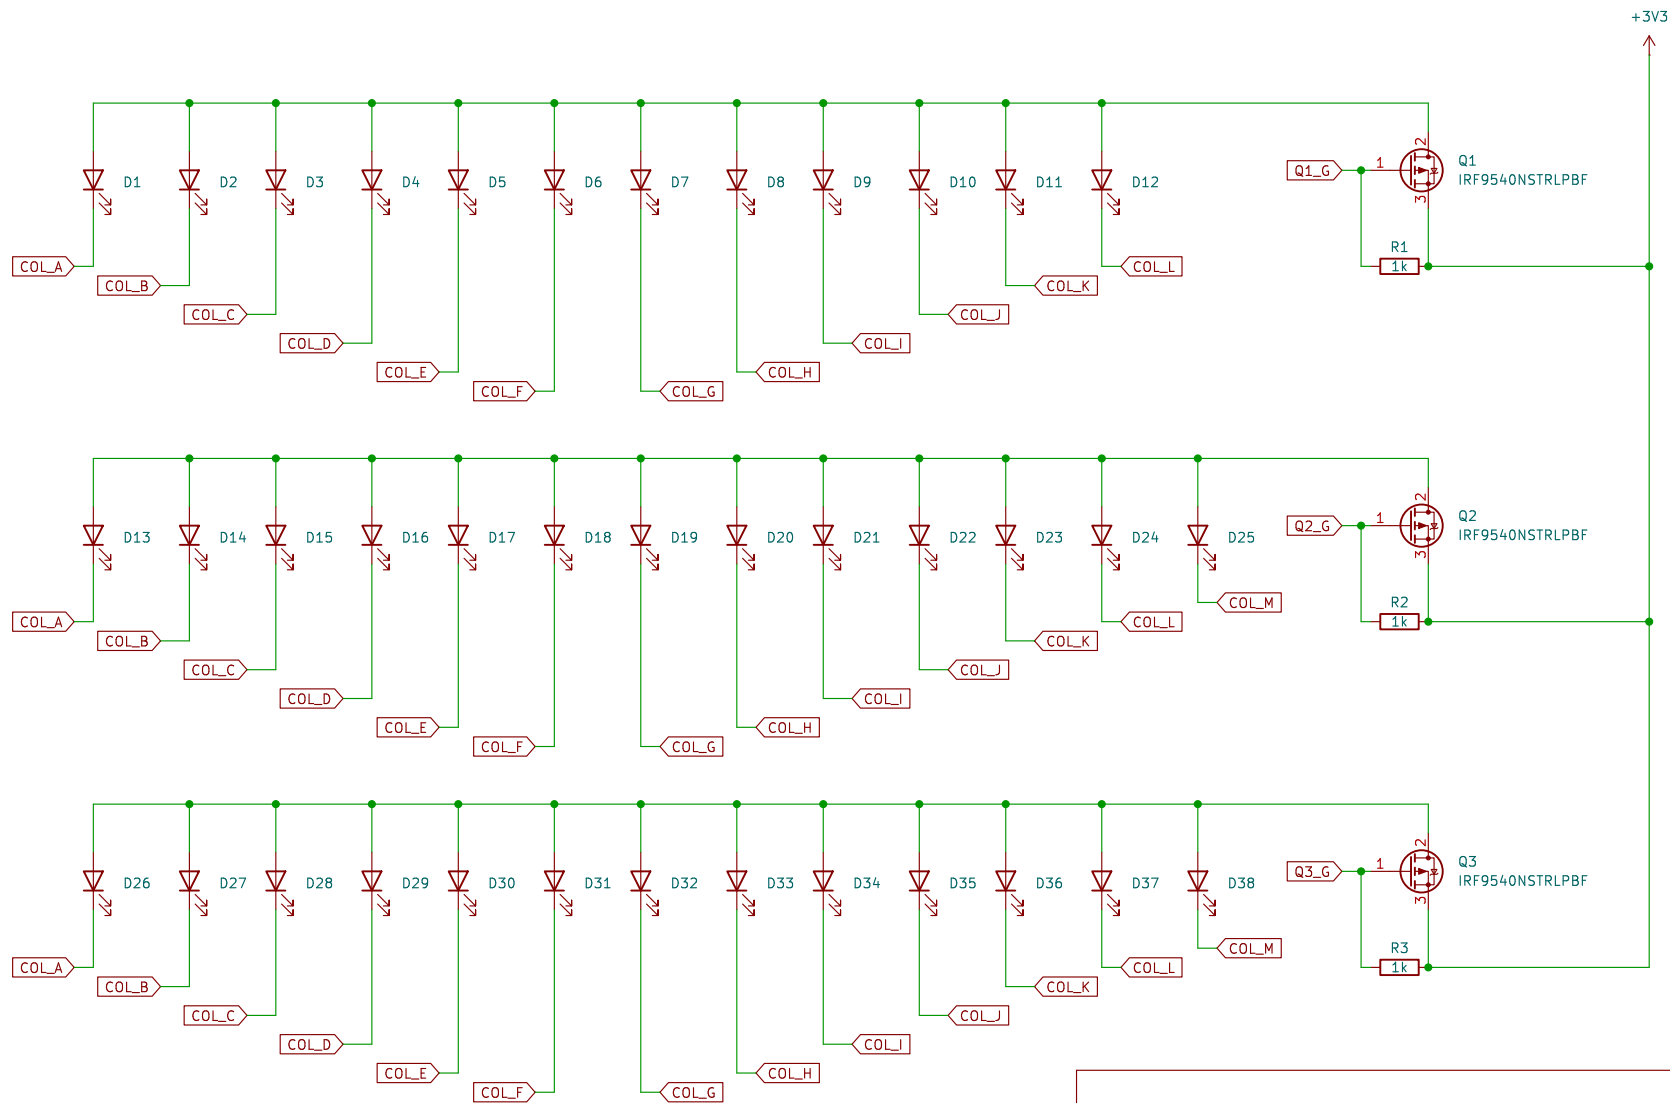 +3V3
D1 D2 D3 D4 D5 D6 D7 D8 D9 D10 D11 D12
Q1_G 1 2 3 Q1
IRF9540NSTRLPBF
R1
1k
COL_A
COL_B
COL_C
COL_D
COL_E
COL_F
COL_G
COL_H
COL_I
COL_J
COL_K
COL_L
D13 D14 D15 D16 D17 D18 D19 D20 D21 D22 D23 D24 D25
Q2_G 1 2 3 Q2
IRF9540NSTRLPBF
R2
1k
COL_A
COL_B
COL_C
COL_D
COL_E
COL_F
COL_G
COL_H
COL_I
COL_J
COL_K
COL_L
COL_M
D26 D27 D28 D29 D30 D31 D32 D33 D34 D35 D36 D37 D38
Q3_G 1 2 3 Q3
IRF9540NSTRLPBF
R3
1k
COL_A
COL_B
COL_C
COL_D
COL_E
COL_F
COL_G
COL_H
COL_I
COL_J
COL_K
COL_L
COL_M